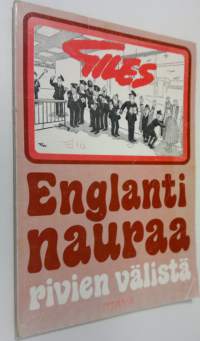 GILES
Englanti
nauraa
rivien välistä